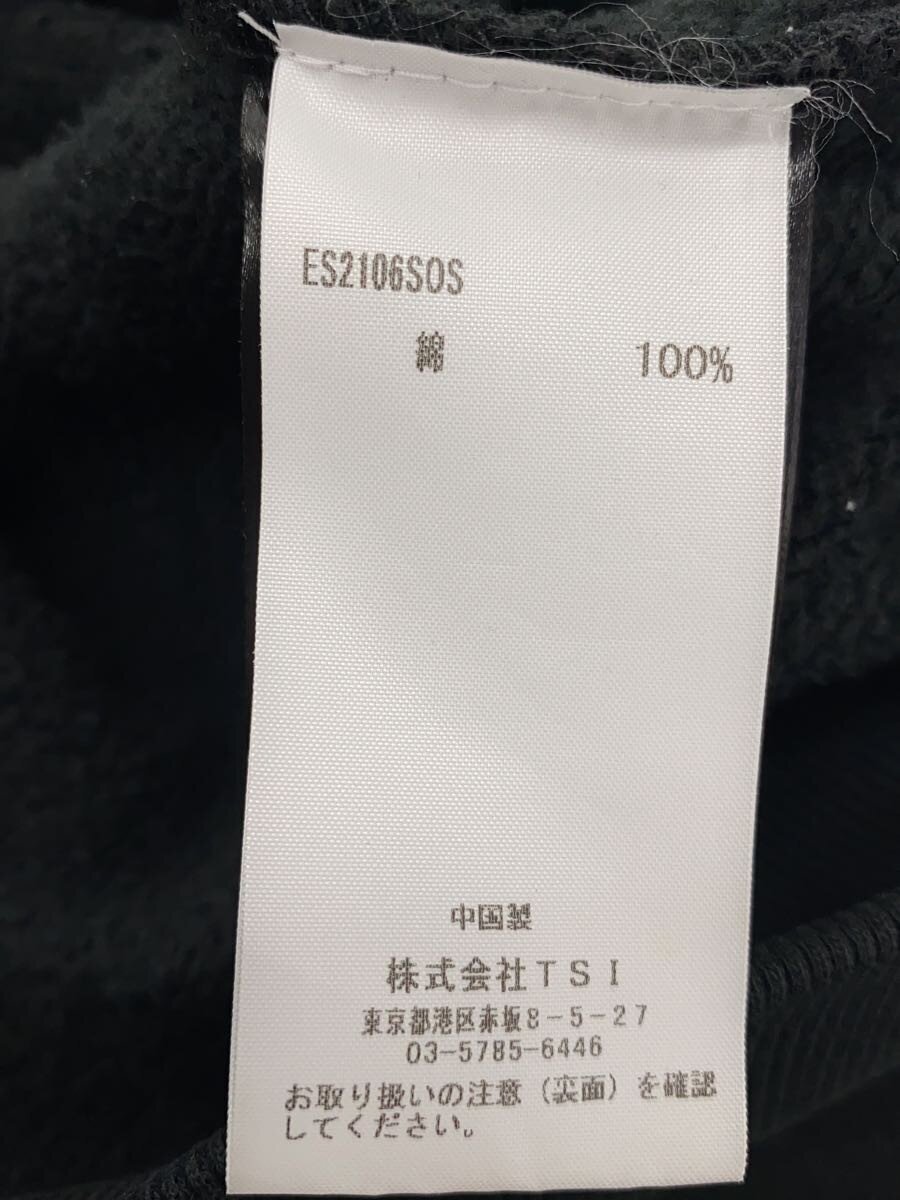 ES2106SOS
綿 100%
中国製
株式会社TSI
東京都港区赤坂8-5-27
03-5785-6446
お取り扱いの注意(裏面)を確認
してください。